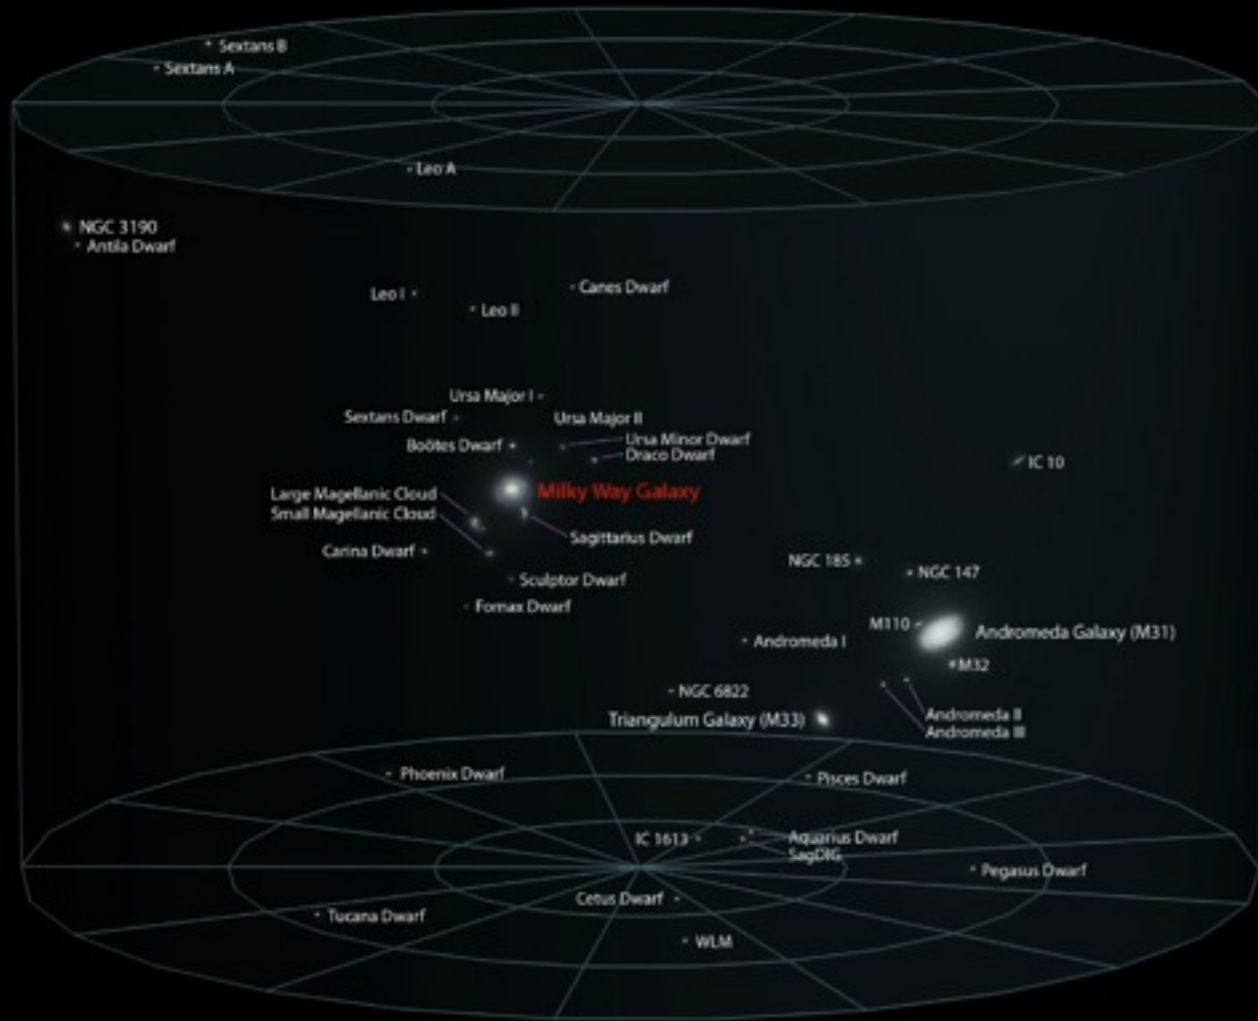 Sextans B
Sextans A
Leo A
NGC 3190
Antila Dwarf
Canes Dwarf
Leo I
Leo II
Ursa Major I
Sextans Dwarf
Ursa Major II
Boötes Dwarf
Ursa Minor Dwarf
Draco Dwarf
IC 10
Milky Way Galaxy
Large Magellanic Cloud
Small Magellanic Cloud
Sagittarius Dwarf
Carina Dwarf
NGC 185
NGC 147
Sculptor Dwarf
Fornax Dwarf
M110
Andromeda Galaxy (M31)
Andromeda I
M32
NGC 6822
Andromeda II
Triangulum Galaxy (M33)
Andromeda III
Phoenix Dwarf
Pisces Dwarf
IC 1613
Aquarius Dwarf
SagDIG
Pegasus Dwarf
Cetus Dwarf
Tucana Dwarf
WLM